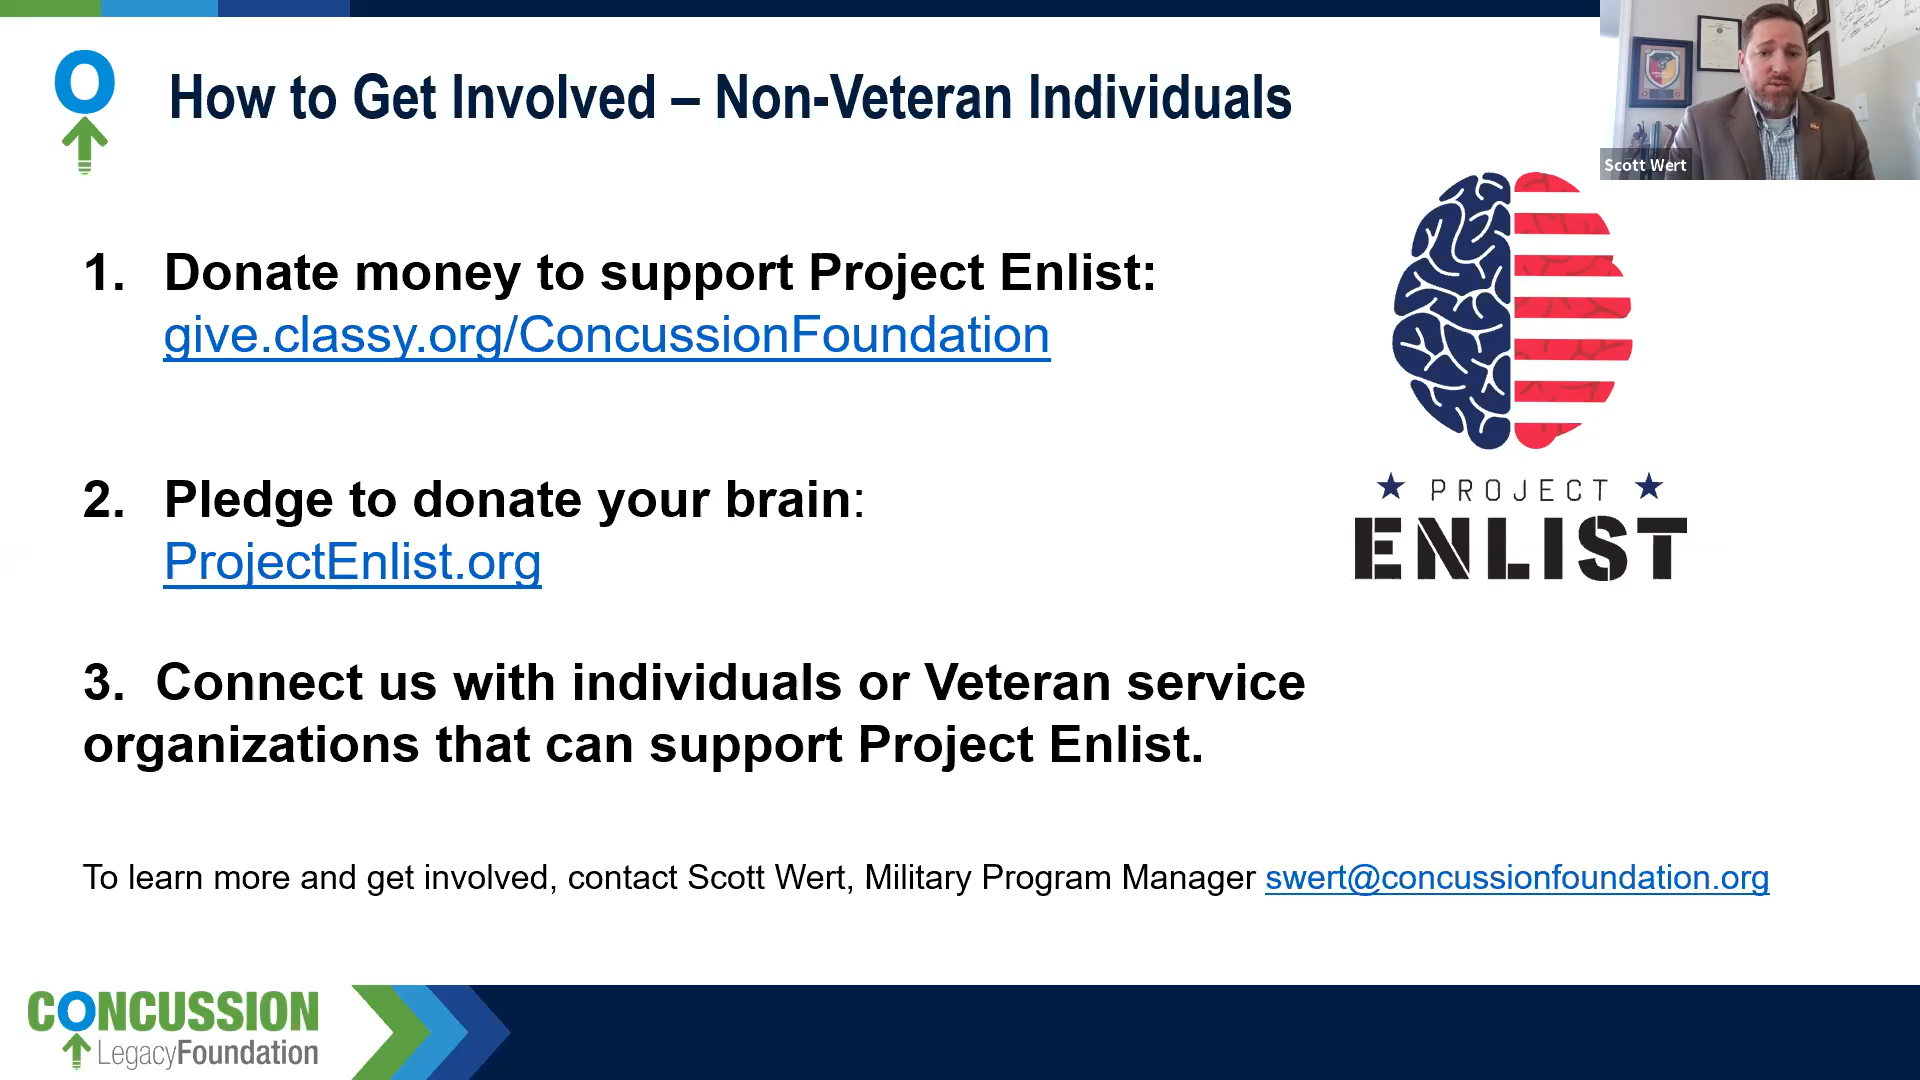 How to Get Involved – Non-Veteran Individuals
Scott Wert
1. Donate money to support Project Enlist:
give.classy.org/ConcussionFoundation
2. Pledge to donate your brain:
ProjectEnlist.org
PROJECT
ENLIST
3. Connect us with individuals or Veteran service
organizations that can support Project Enlist.
To learn more and get involved, contact Scott Wert, Military Program Manager swert@concussionfoundation.org
CONCUSSION
LegacyFoundation